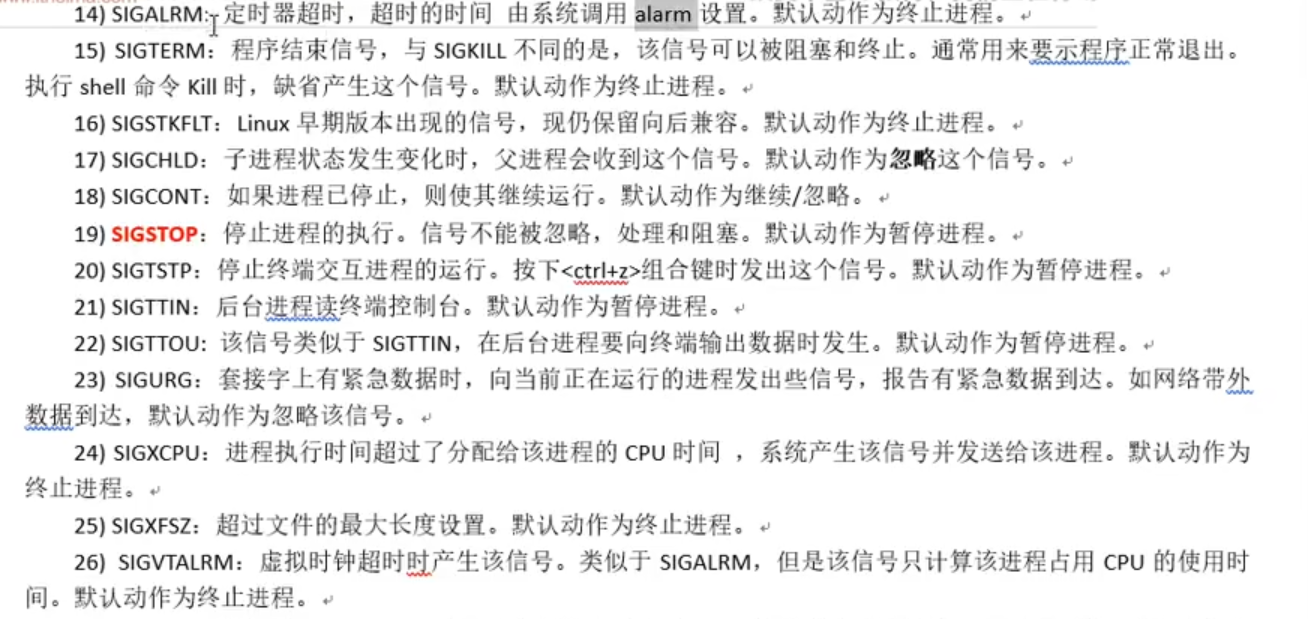 14) SIGALRM: 定时器超时，超时的时间 由系统调用 alarm 设置。默认动作为终止进程。
15) SIGTERM：程序结束信号，与 SIGKILL 不同的是，该信号可以被阻塞和终止。通常用来要示程序正常退出。
执行 shell 命令 Kill 时，缺省产生这个信号。默认动作为终止进程。
16) SIGSTKFLT：Linux 早期版本出现的信号，现仍保留向后兼容。默认动作为终止进程。
17) SIGCHLD：子进程状态发生变化时，父进程会收到这个信号。默认动作为忽略这个信号。
18) SIGCONT：如果进程已停止，则使其继续运行。默认动作为继续/忽略。
19) SIGSTOP：停止进程的执行。信号不能被忽略，处理和阻塞。默认动作为暂停进程。
20) SIGTSTP：停止终端交互进程的运行。按下<ctrl+z>组合键时发出这个信号。默认动作为暂停进程。
21) SIGTTIN：后台进程读终端控制台。默认动作为暂停进程。
22) SIGTTOU: 该信号类似于 SIGTTIN，在后台进程要向终端输出数据时发生。默认动作为暂停进程。
23) SIGURG：套接字上有紧急数据时，向当前正在运行的进程发出些信号，报告有紧急数据到达。如网络带外
数据到达，默认动作为忽略该信号。
24) SIGXCPU：进程执行时间超过了分配给该进程的 CPU 时间 ，系统产生该信号并发送给该进程。默认动作为
终止进程。
25) SIGXFSZ：超过文件的最大长度设置。默认动作为终止进程。
26) SIGVTALRM：虚拟时钟超时时产生该信号。类似于 SIGALRM，但是该信号只计算该进程占用 CPU 的使用时
间。默认动作为终止进程。